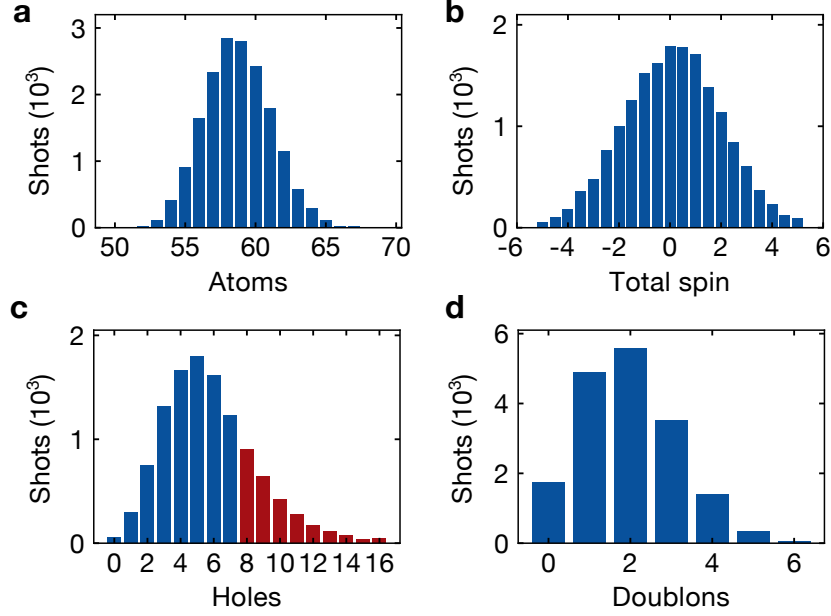 a
3
2
1
0
Shots (10³)
50 55 60 65 70
Atoms
b
2
1
0
Shots (10³)
-6 -4 -2 0 2 4 6
Total spin
c
2
1
0
Shots (10³)
0 2 4 6 8 10 12 14 16
Holes
d
6
4
2
0
Shots (10³)
0 2 4 6
Doublons